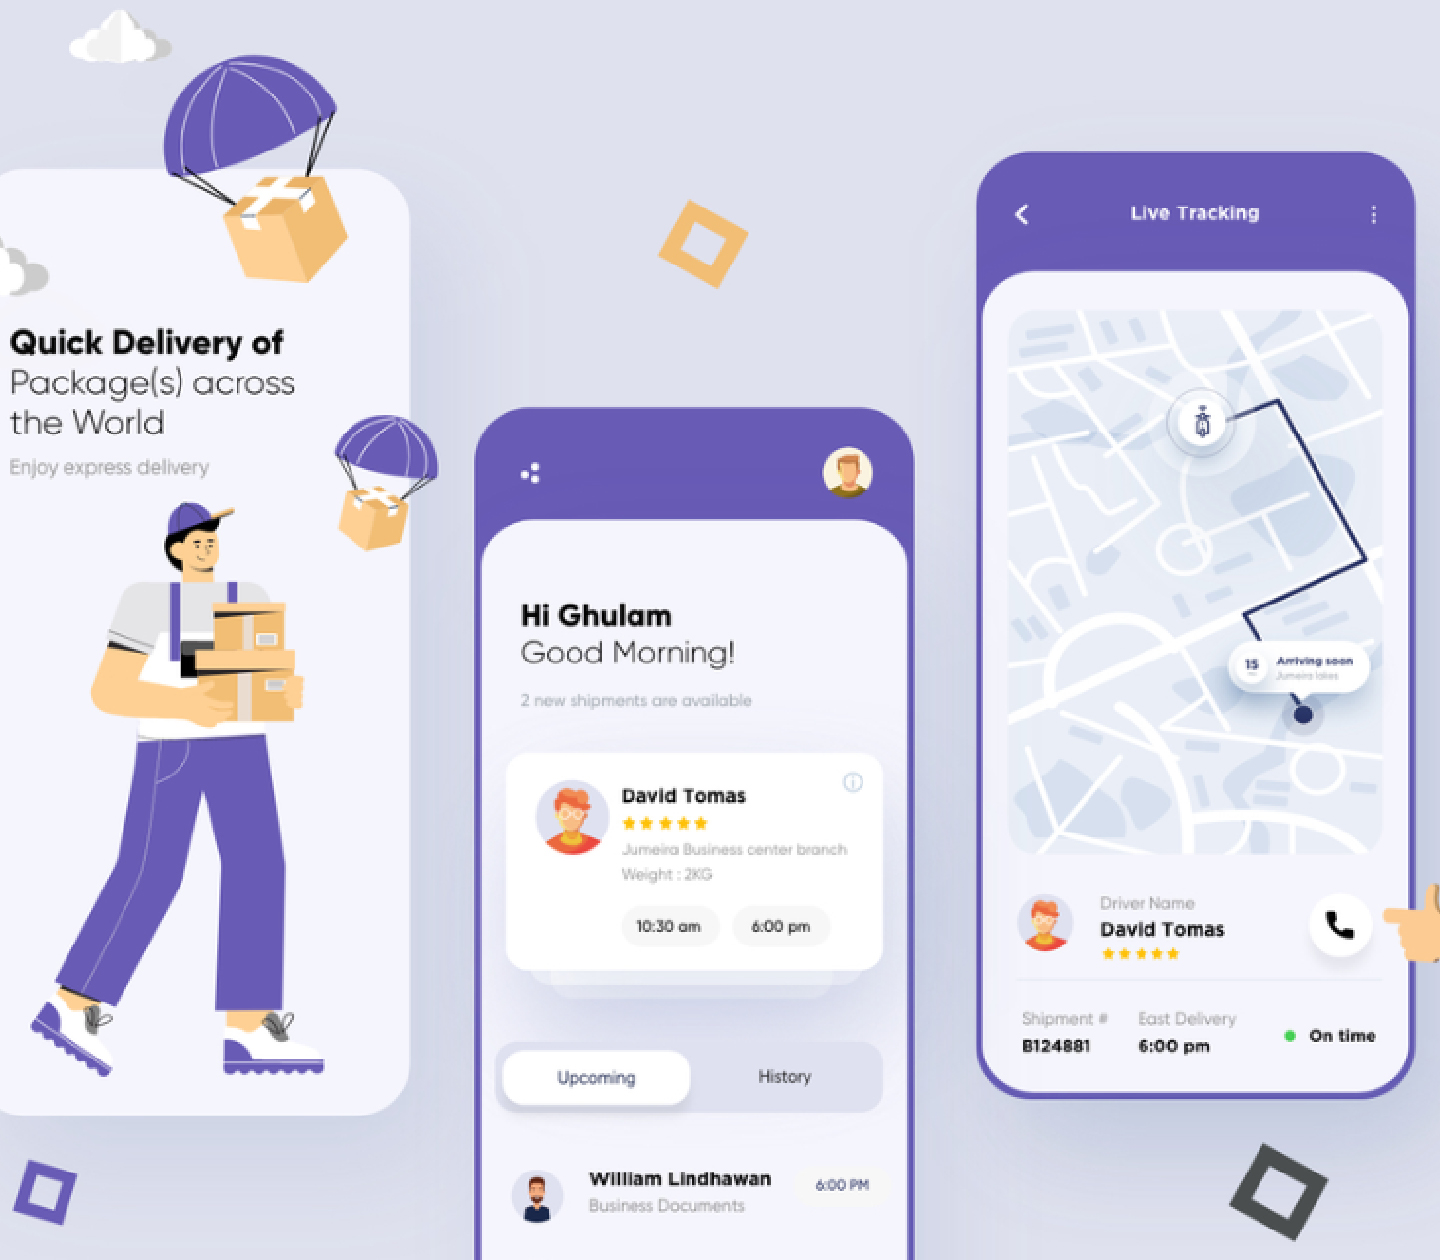 Quick Delivery of
Package(s) across
the World
Enjoy express delivery
Hi Ghulam
Good Morning!
2 new shipments are available
David Tomas
Jumeira Business center branch
Weight : 2KG
10:30 am
6:00 pm
Upcoming
History
William Lindhawan
6:00 PM
Business Documents
Live Tracking
15
Arriving soon
Jumeira lakes
Driver Name
David Tomas
Shipment #
East Delivery
B124881
6:00 pm
On time